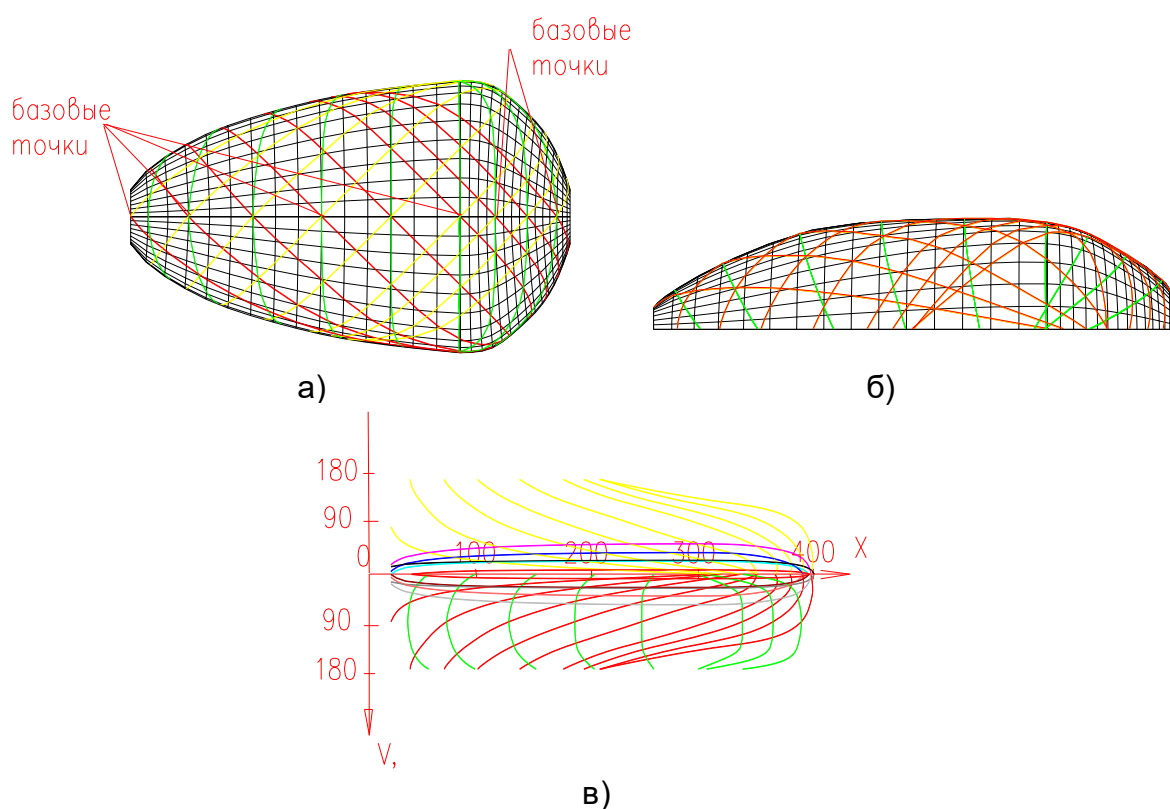 базовые
точки
базовые
точки
а)
б)
180
90
0
100
200
300
400
X
90
180
V,
в)